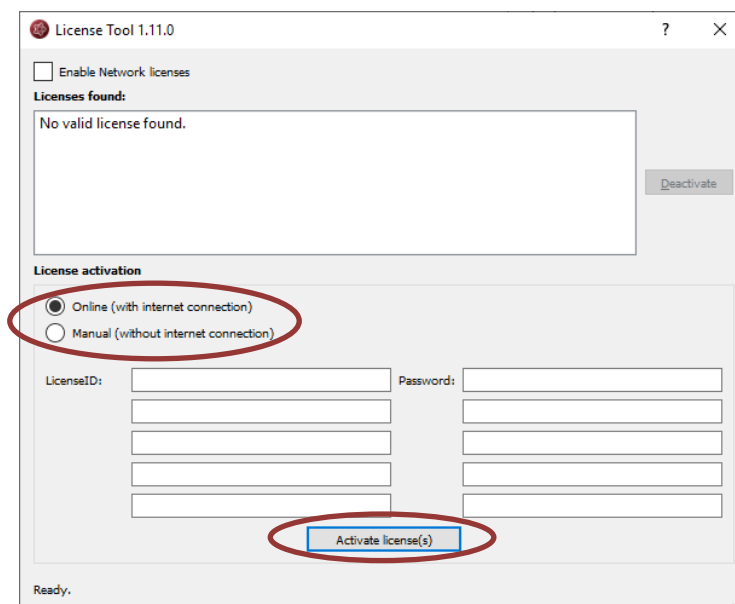 License Tool 1.11.0 ?
Enable Network licenses
Licenses found:
No valid license found.
Deactivate
License activation
Online (with internet connection)
Manual (without internet connection)
LicenseID: Password:
Activate license(s)
Ready.